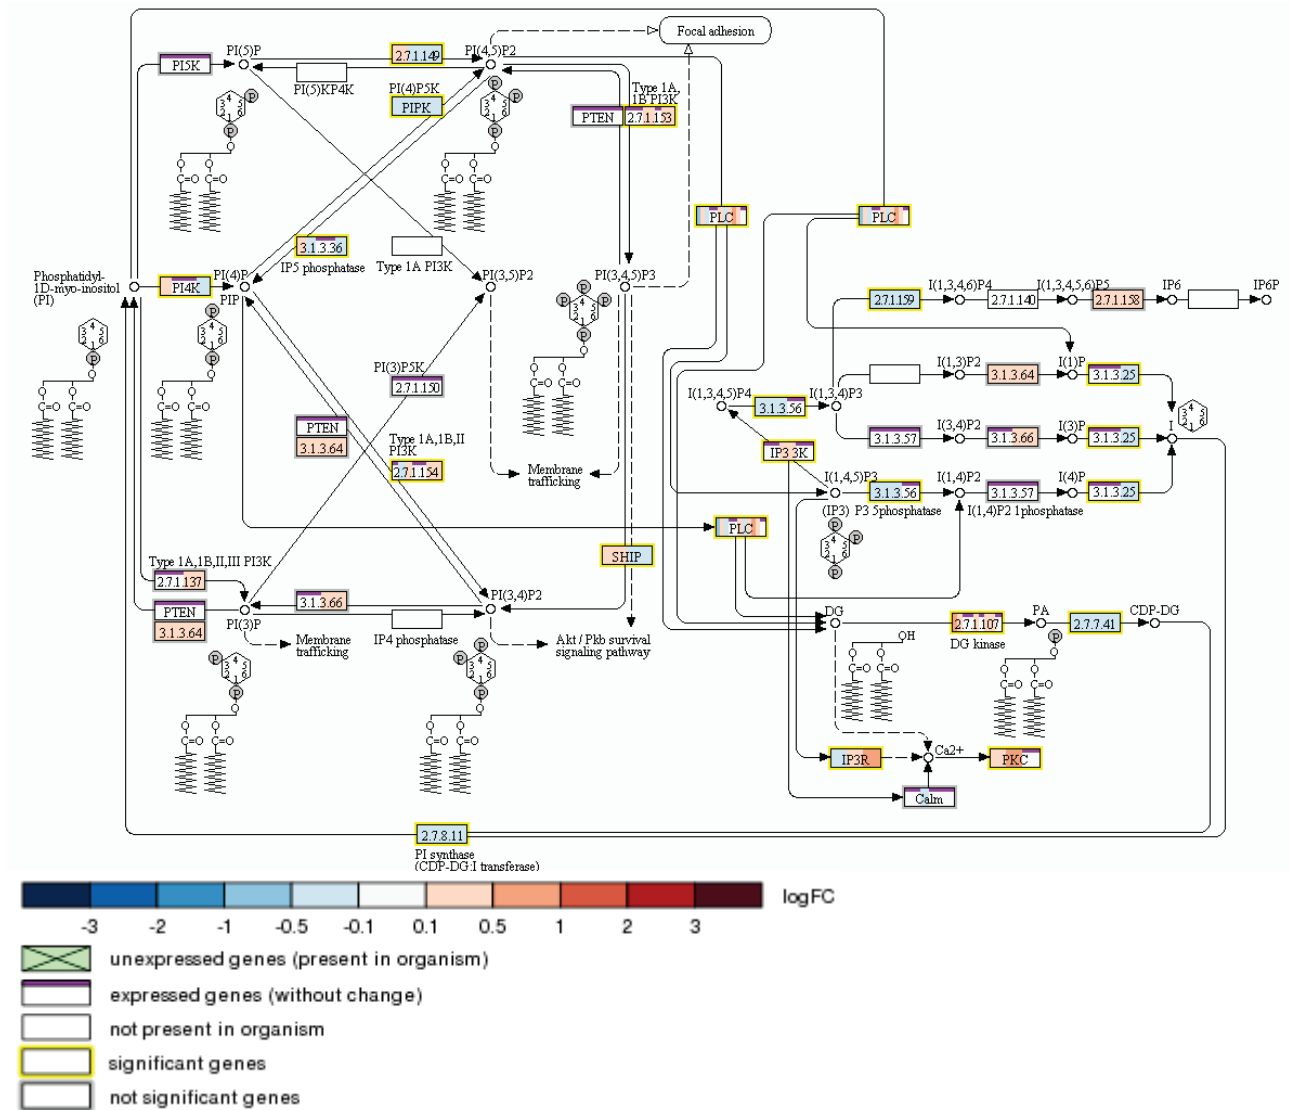 Focal adhesion
PI(5)P
2.7.1.149
PI(4,5)P2
PI5K
PI(5)KP4K
PI(4)P5K
PIPK
Type 1A,
1B PI3K
PTEN
2.7.1.153
PLC
PLC
3.1.3.36
IP5 phosphatase
Type 1A PI3K
Phosphatidyl-
1D-myo-inositol
(PI)
PI4K
PI(4)P
PIP
PI(3,5)P2
PI(3,4,5)P3
2.7.1.159
I(1,3,4,6)P4
2.7.1.140
I(1,3,4,5,6)P5
2.7.1.158
IP6
IP6P
PI(3)P5K
2.7.1.150
I(1,3)P2
3.1.3.64
I(1)P
3.1.3.25
I(1,3,4,5)P4
3.1.3.56
I(1,3,4)P3
3.1.3.57
I(3,4)P2
3.1.3.66
I(3)P
3.1.3.25
I
PTEN
3.1.3.64
Type 1A,1B,II
PI3K
2.7.1.154
Membrane
trafficking
IP3 3K
I(1,4,5)P3
3.1.3.56
I(1,4)P2
3.1.3.57
I(4)P
3.1.3.25
(IP3)
P3 5phosphatase
I(1,4)P2 1phosphatase
PLC
SHIP
Type 1A,1B,II,III PI3K
2.7.1.137
PTEN
3.1.3.64
PI(3)P
3.1.3.66
IP4 phosphatase
PI(3,4)P2
Membrane
trafficking
Akt / Pkb survival
signaling pathway
DG
2.7.1.107
DG kinase
PA
2.7.7.41
CDP-DG
OH
IP3R
Ca2+
PKC
Calm
2.7.8.11
PI synthase
(CDP-DG:I transferase)
logFC
-3 -2 -1 -0.5 -0.1 0.1 0.5 1 2 3
unexpressed genes (present in organism)
expressed genes (without change)
not present in organism
significant genes
not significant genes